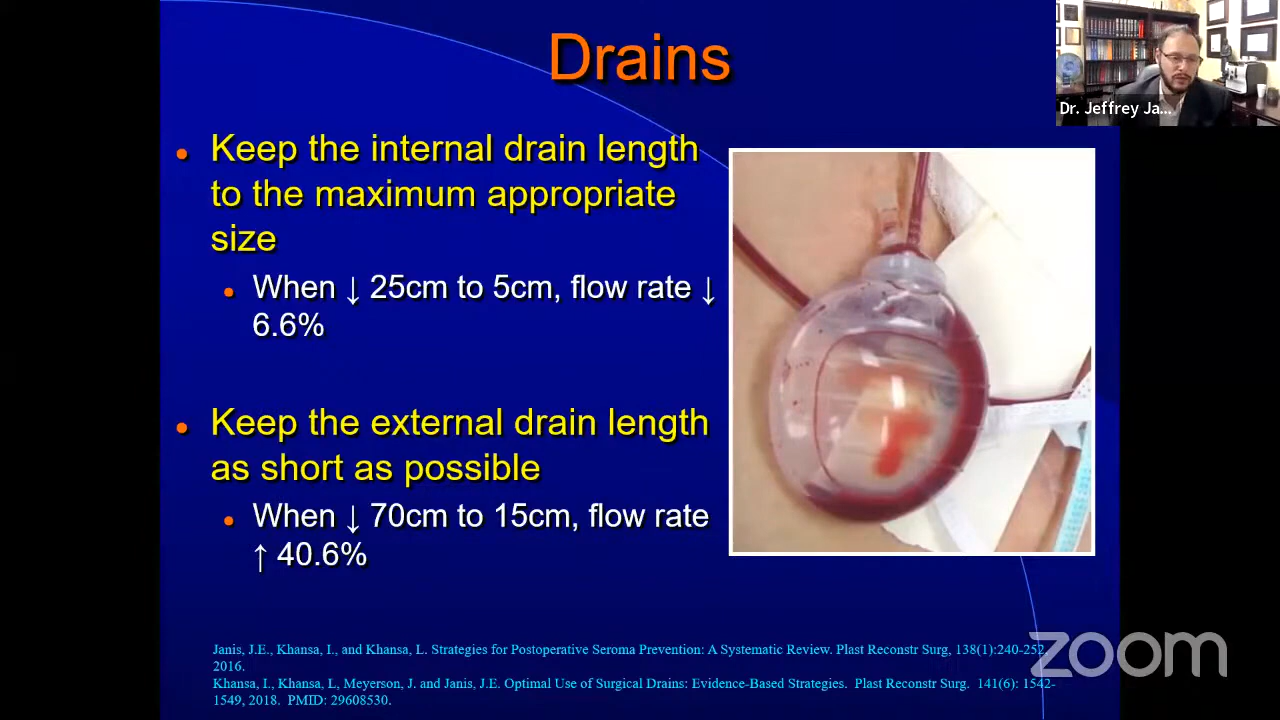 Drains
Dr. Jeffrey Ja...
• Keep the internal drain length
to the maximum appropriate
size
• When ↓ 25cm to 5cm, flow rate ↓
6.6%
• Keep the external drain length
as short as possible
• When ↓ 70cm to 15cm, flow rate
↑ 40.6%
Janis, J.E., Khansa, I., and Khansa, L. Strategies for Postoperative Seroma Prevention: A Systematic Review. Plast Reconstr Surg, 138(1):240-252,
2016.
Khansa, I., Khansa, L, Meyerson, J. and Janis, J.E. Optimal Use of Surgical Drains: Evidence-Based Strategies. Plast Reconstr Surg. 141(6): 1542-
1549, 2018. PMID: 29608530.
zoom